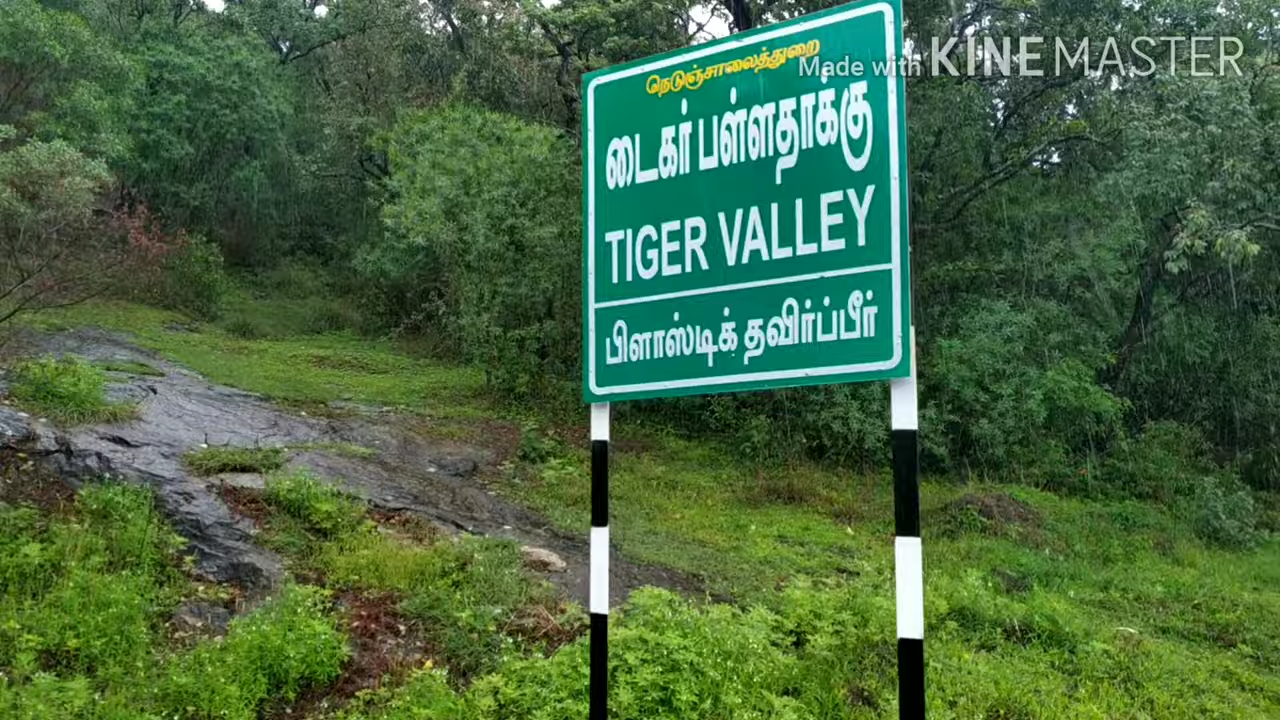 Made with KINEMASTER
நெடுஞ்சாலைத்துறை
டைகர் பள்ளதாக்கு
TIGER VALLEY
பிளாஸ்டிக் தவிர்ப்பீர்